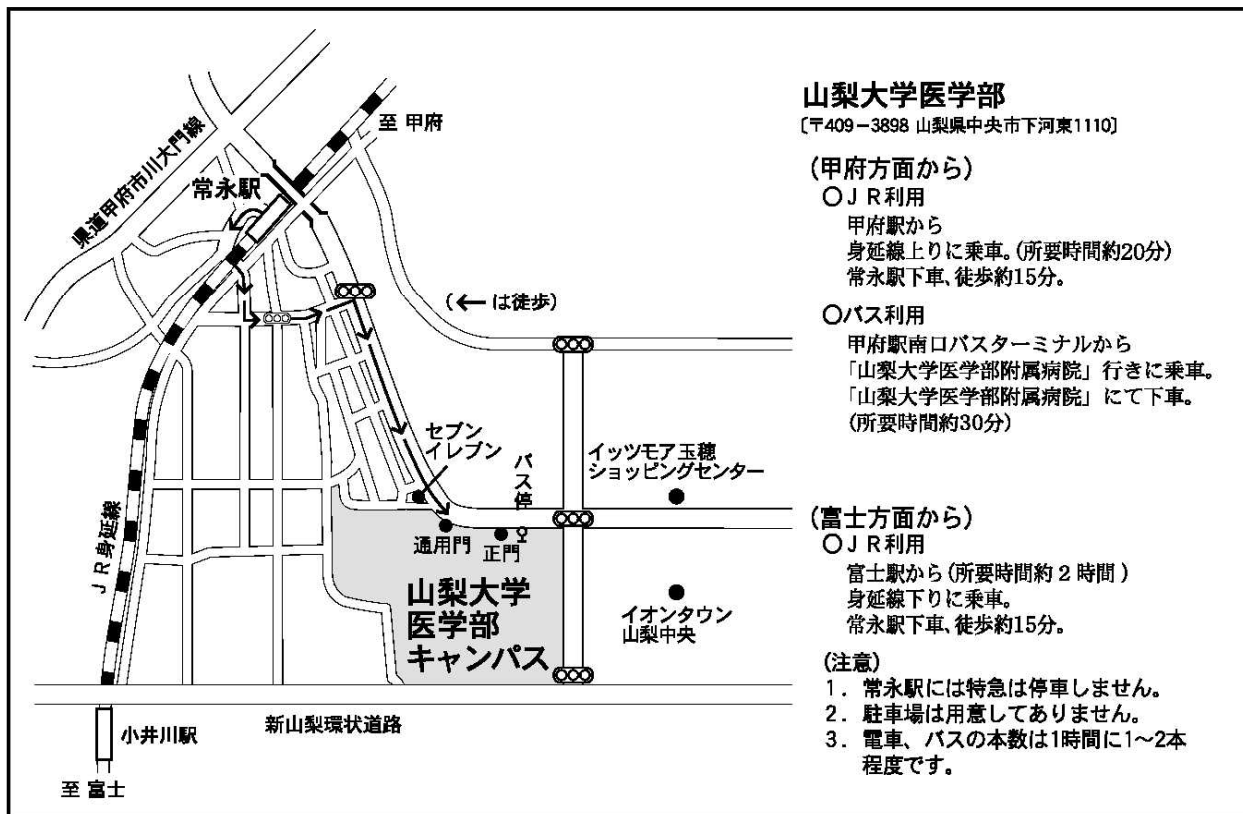 至 甲府
県道甲府市川大門線
常永駅
(← は徒歩)
セブン
イレブン
バス停
イッツモア玉穂
ショッピングセンター
通用門
正門
JR身延線
山梨大学
医学部
キャンパス
イオンタウン
山梨中央
小井川駅
新山梨環状道路
至 富士
山梨大学医学部
〔〒409-3898 山梨県中央市下河東1110〕
(甲府方面から)
○JR利用
甲府駅から
身延線上りに乗車。(所要時間約20分)
常永駅下車、徒歩約15分。
○バス利用
甲府駅南口バスターミナルから
「山梨大学医学部附属病院」行きに乗車。
「山梨大学医学部附属病院」にて下車。
(所要時間約30分)
(富士方面から)
○JR利用
富士駅から(所要時間約2時間)
身延線下りに乗車。
常永駅下車、徒歩約15分。
(注意)
1. 常永駅には特急は停車しません。
2. 駐車場は用意してありません。
3. 電車、バスの本数は1時間に1～2本
程度です。